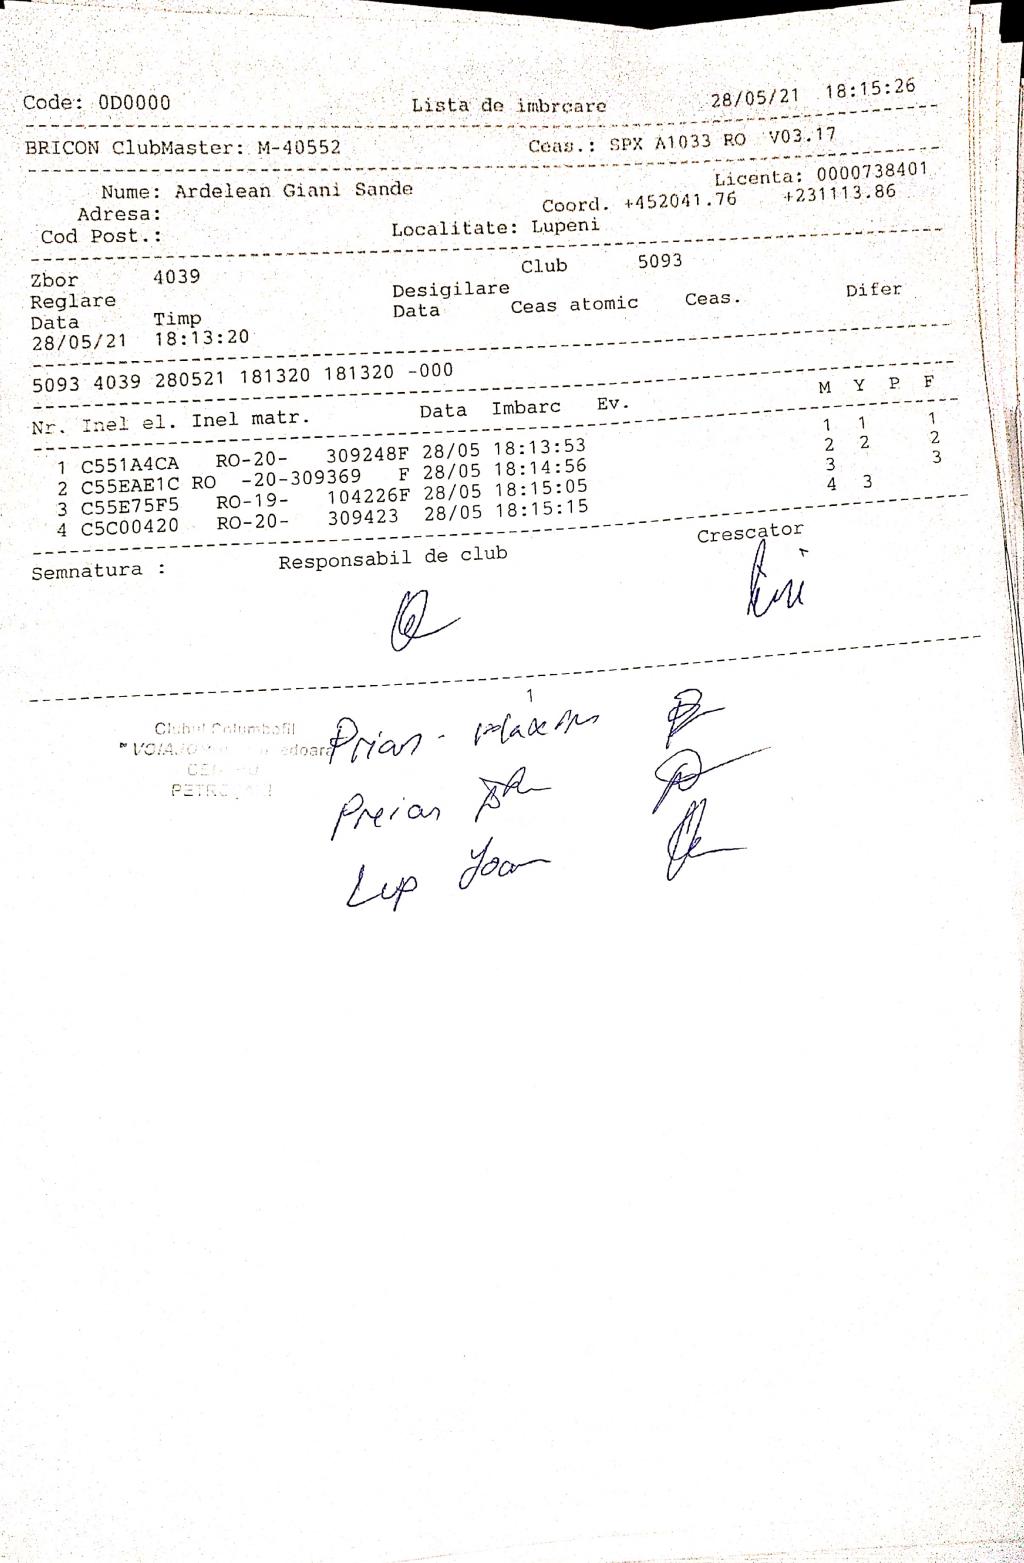 Code: 0D0000 Lista de imbrcare 28/05/21 18:15:26
BRICON ClubMaster: M-40552 Ceas.: SPX A1033 RO V03.17
Nume: Ardelean Giani Sande Licenta: 0000738401
Adresa: Coord. +452041.76 +231113.86
Cod Post.: Localitate: Lupeni
Zbor 4039 Club 5093
Reglare Desigilare
Data Timp Data Ceas atomic Ceas. Difer
28/05/21 18:13:20
5093 4039 280521 181320 181320 -000
Nr. Inel el. Inel matr. Data Imbarc Ev. M Y P F
1 C551A4CA RO-20- 309248F 28/05 18:13:53 1 1 1
2 C55EAE1C RO -20-309369 F 28/05 18:14:56 2 2 2
3 C55E75F5 RO-19- 104226F 28/05 18:15:05 3 3
4 C5C00420 RO-20- 309423 28/05 18:15:15 4 3
Semnatura : Responsabil de club Crescator
1
Clubul Columbofil
Prian -
Preian
Lup Ioan